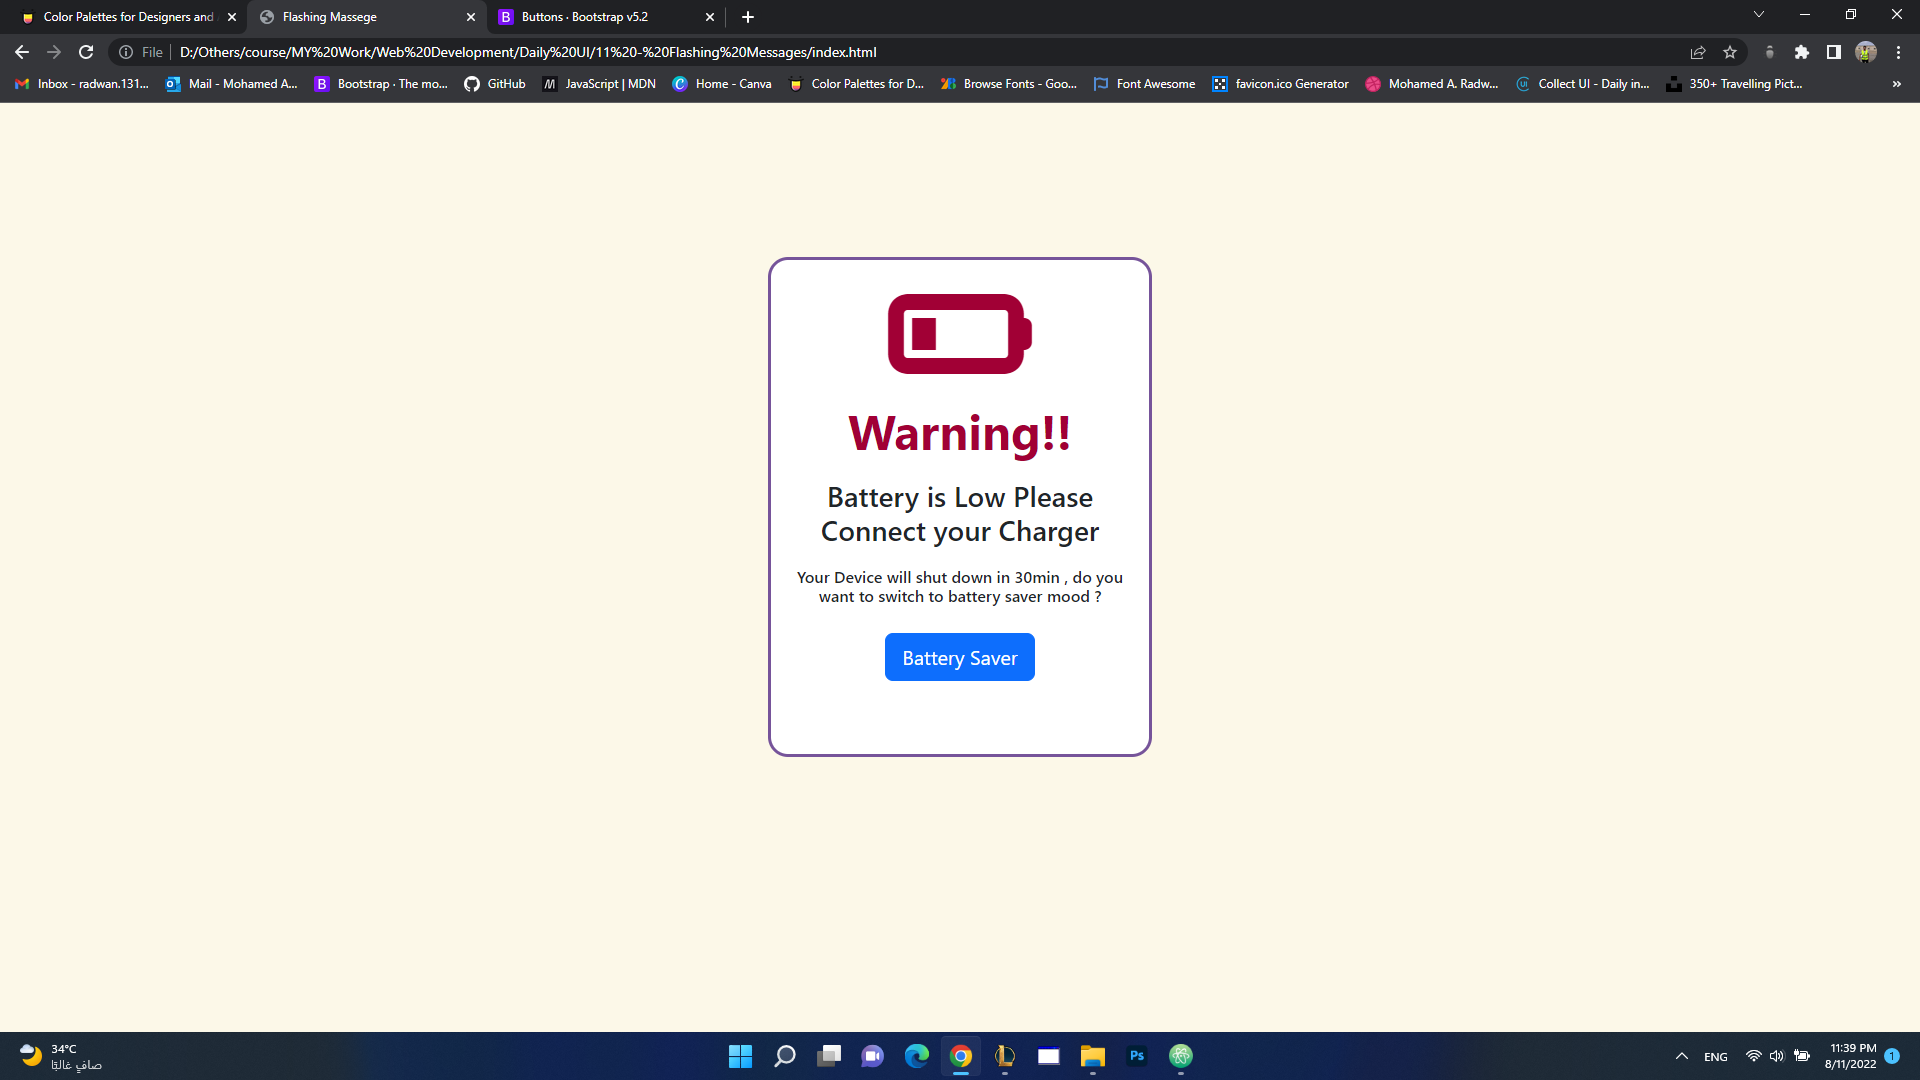 Color Palettes for Designers and
Flashing Massege
Buttons · Bootstrap v5.2
File
D:/Others/course/MY%20Work/Web%20Development/Daily%20UI/11%20-%20Flashing%20Messages/index.html
Inbox - radwan.131...
Mail - Mohamed A...
Bootstrap · The mo...
GitHub
JavaScript | MDN
Home - Canva
Color Palettes for D...
Browse Fonts - Goo...
Font Awesome
favicon.ico Generator
Mohamed A. Radw...
Collect UI - Daily in...
350+ Travelling Pict...
Warning!!
Battery is Low Please
Connect your Charger
Your Device will shut down in 30min , do you
want to switch to battery saver mood ?
Battery Saver
34°C
صافٍ غالبًا
Ps
ENG
11:39 PM
8/11/2022
1